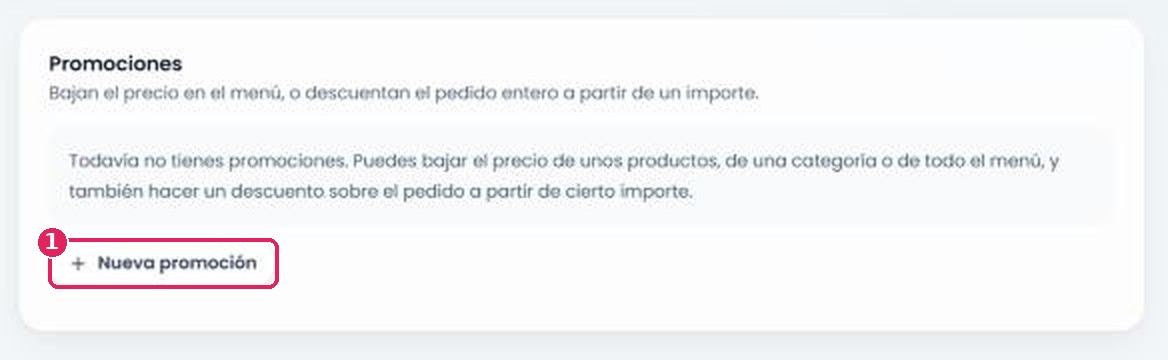 Promociones
Bajan el precio en el menú, o descuentan el pedido entero a partir de un importe.
Todavía no tienes promociones. Puedes bajar el precio de unos productos, de una categoría o de todo el menú, y
también hacer un descuento sobre el pedido a partir de cierto importe.
1
+ Nueva promoción